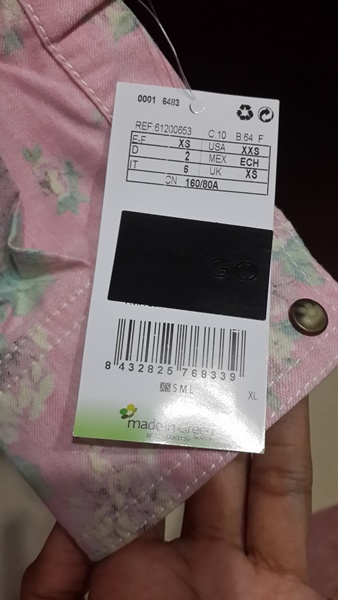 0001 6483
REF:61200653 C:10 B:64 F
E-F XS USA XXS
D 2 MEX ECH
IT 6 UK XS
CN 160/80A
GO
8 432825 768339
XS S M L XL
made in Green